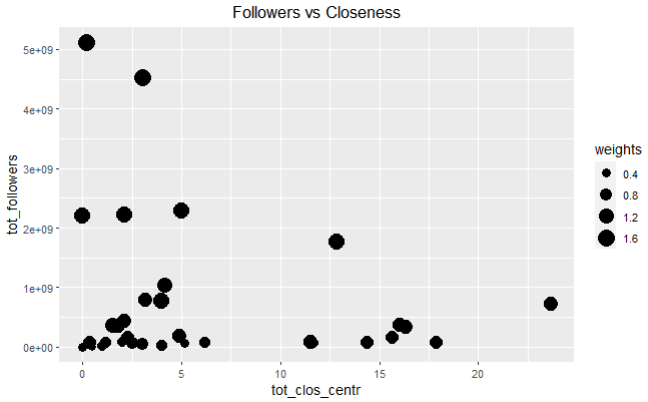 Followers vs Closeness
tot_followers
5e+09
4e+09
3e+09
2e+09
1e+09
0e+00
0 5 10 15 20
tot_clos_centr
weights
0.4
0.8
1.2
1.6